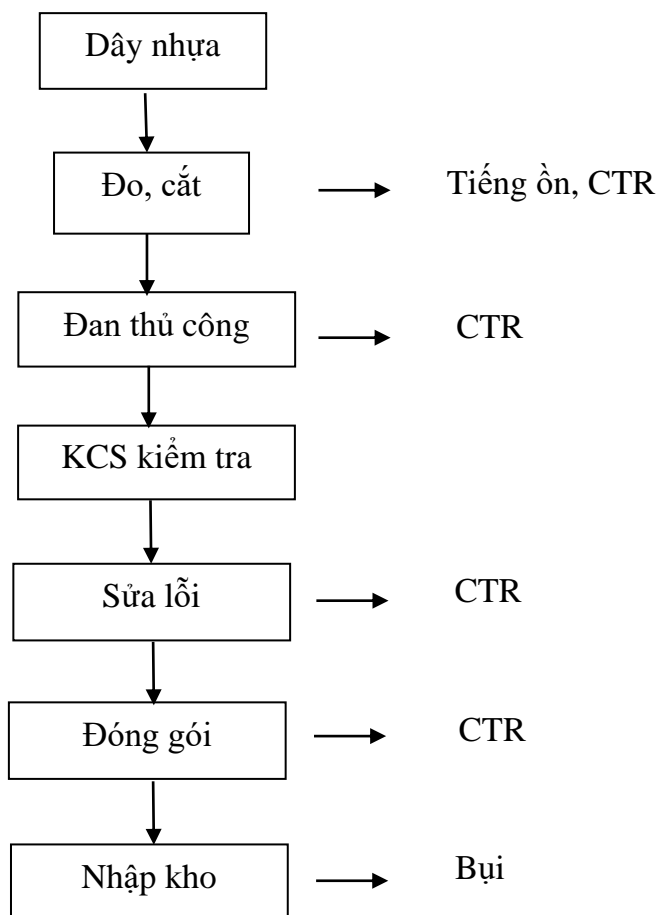 Dây nhựa
Đo, cắt
Tiếng ồn, CTR
Đan thủ công
CTR
KCS kiểm tra
Sửa lỗi
CTR
Đóng gói
CTR
Nhập kho
Bụi